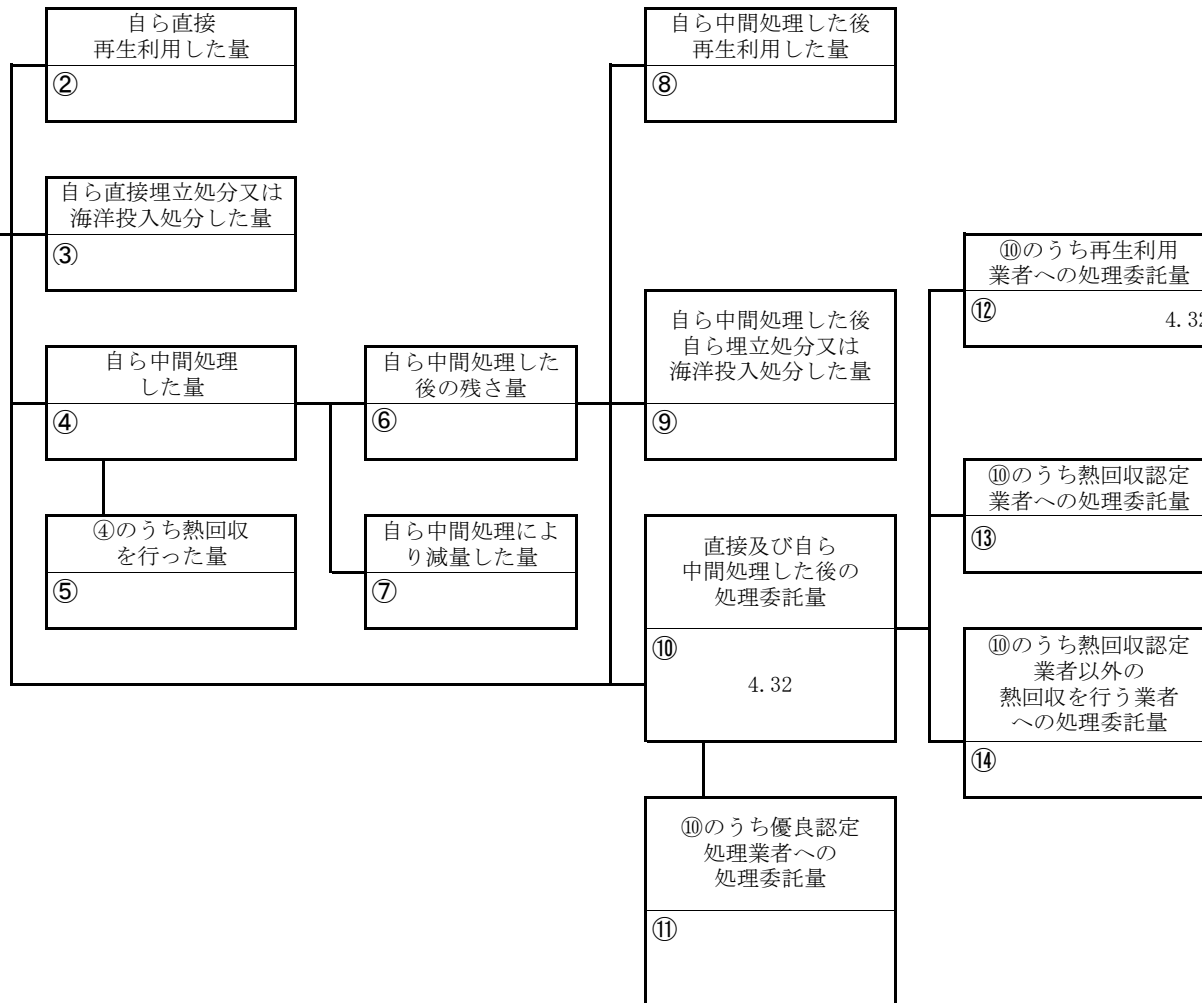 自ら直接
再生利用した量
②
自ら中間処理した後
再生利用した量
⑧
自ら直接埋立処分又は
海洋投入処分した量
③
⑩のうち再生利用
業者への処理委託量
⑫
4.32
自ら中間処理した後
自ら埋立処分又は
海洋投入処分した量
⑨
自ら中間処理
した量
④
自ら中間処理した
後の残さ量
⑥
⑩のうち熱回収認定
業者への処理委託量
⑬
④のうち熱回収
を行った量
⑤
自ら中間処理によ
り減量した量
⑦
直接及び自ら
中間処理した後の
処理委託量
⑩
4.32
⑩のうち熱回収認定
業者以外の
熱回収を行う業者
への処理委託量
⑭
⑩のうち優良認定
処理業者への
処理委託量
⑪